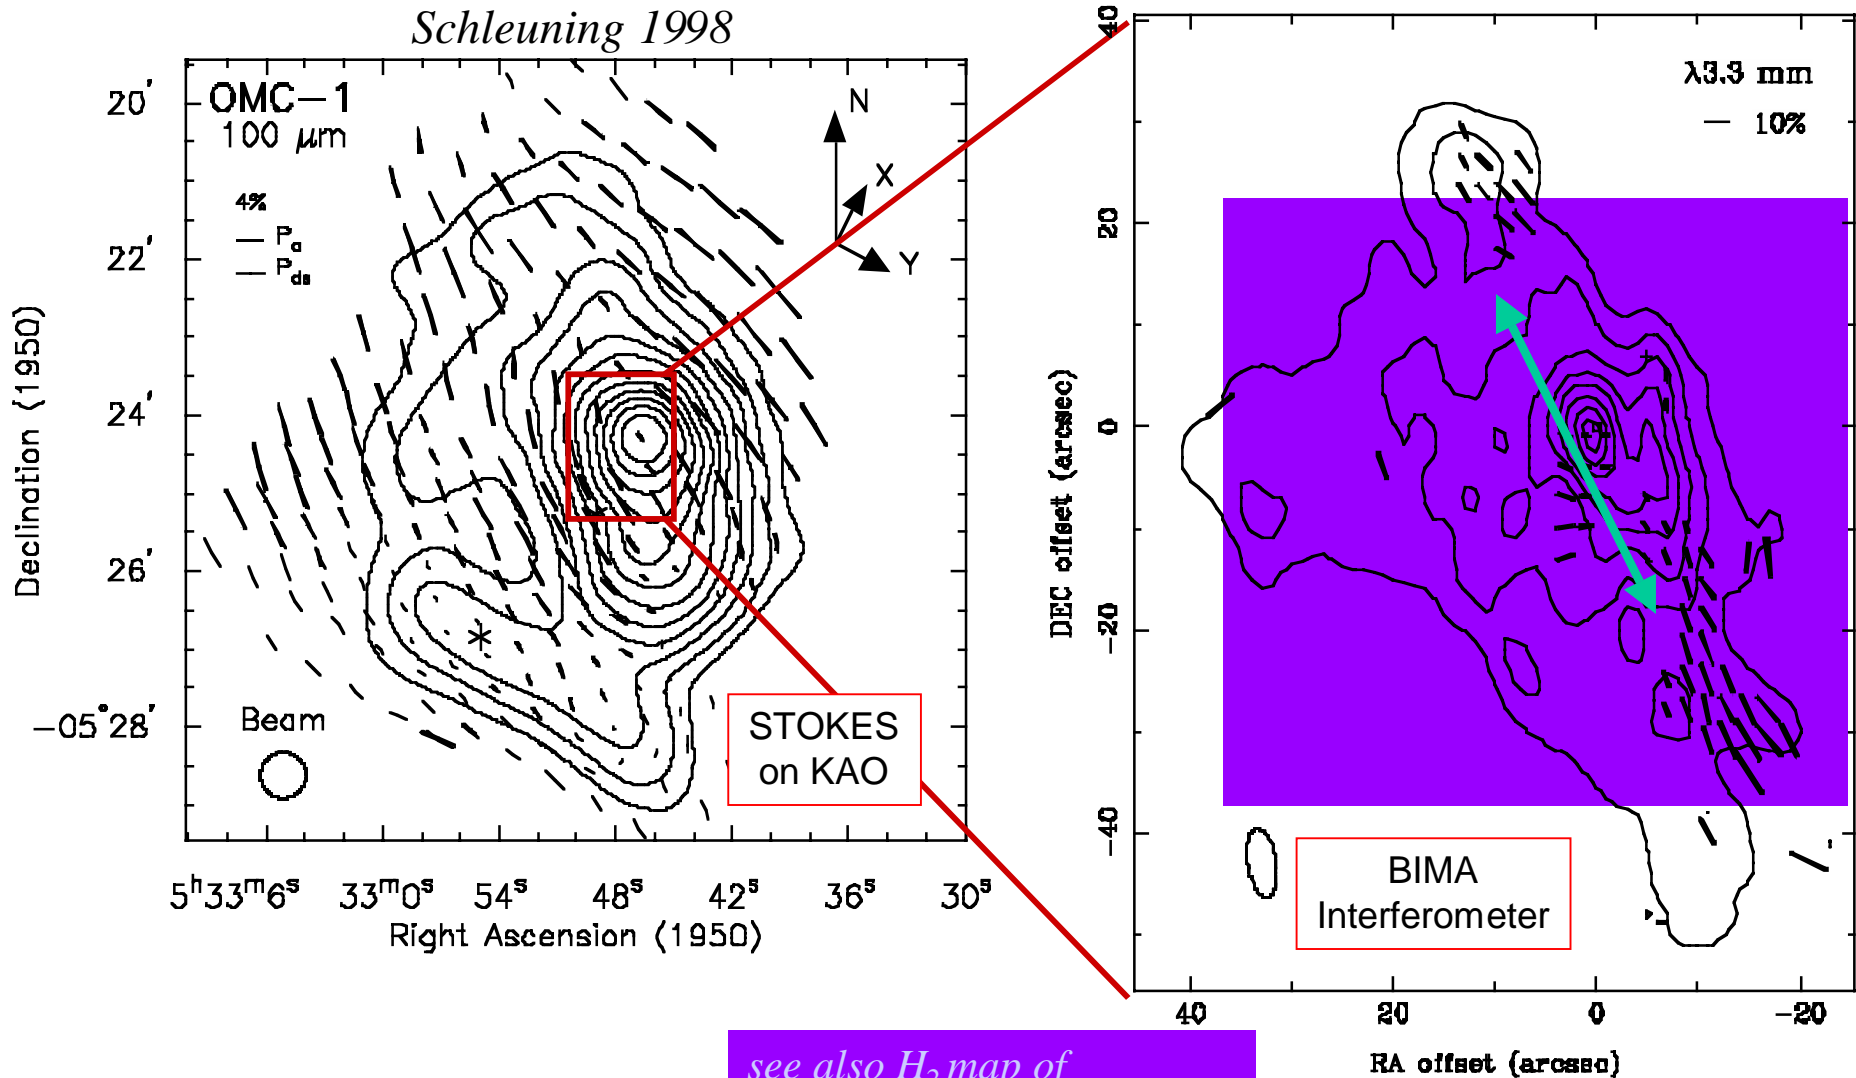 Schleuning 1998
OMC-1
100 μm
4%
P_a
P_ds
N
X
Y
20'
22'
24'
26'
-05°28'
Declination (1950)
Beam
STOKES
on KAO
5h33m6s 33m0s 54s 48s 42s 36s 30s
Right Ascension (1950)
λ3.3 mm
10%
40
20
0
-20
-40
DEC offset (arcsec)
BIMA
Interferometer
40 20 0 -20
RA offset (arcsec)
see also H2 map of